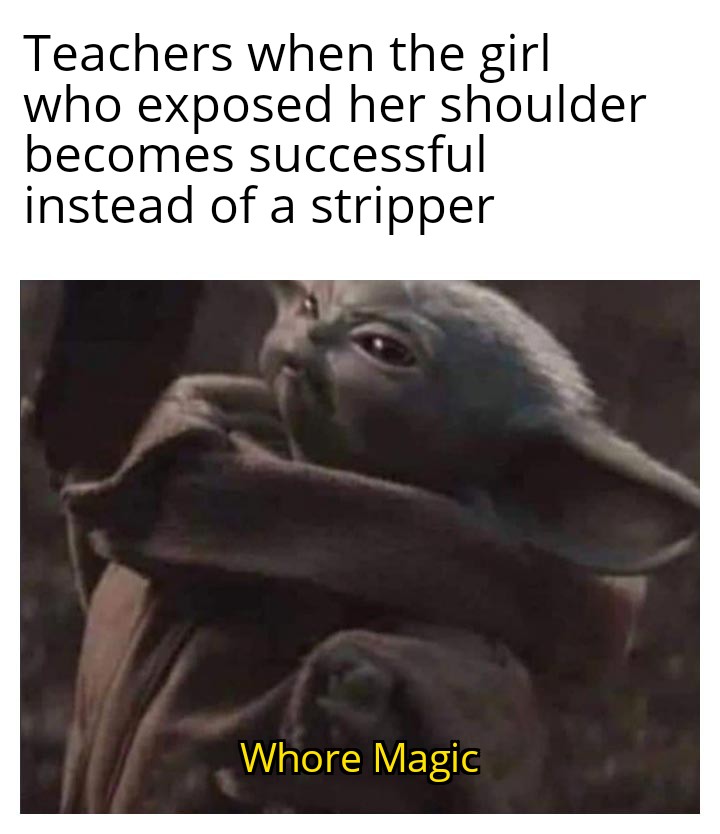 Teachers when the girl
who exposed her shoulder
becomes successful
instead of a stripper
Whore Magic